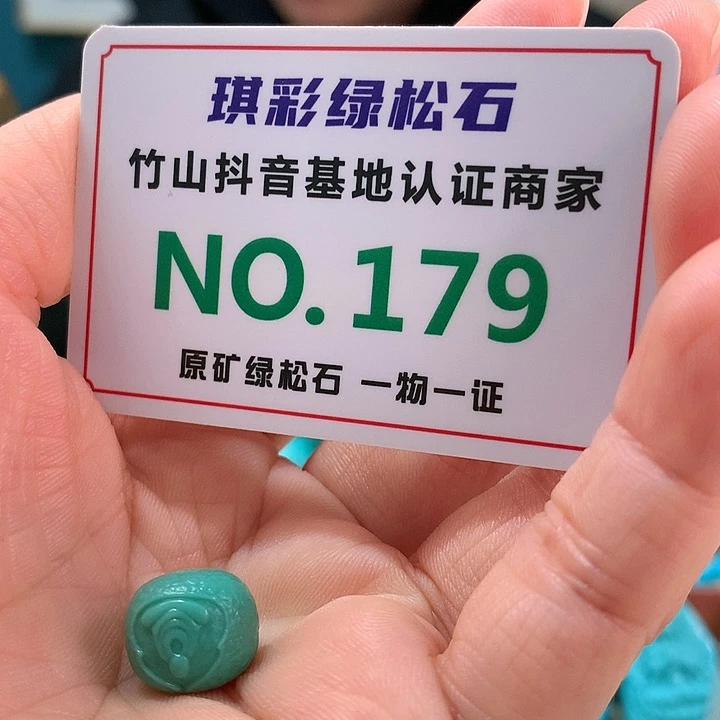 琪彩绿松石
竹山抖音基地认证商家
NO.179
原矿绿松石 一物一证